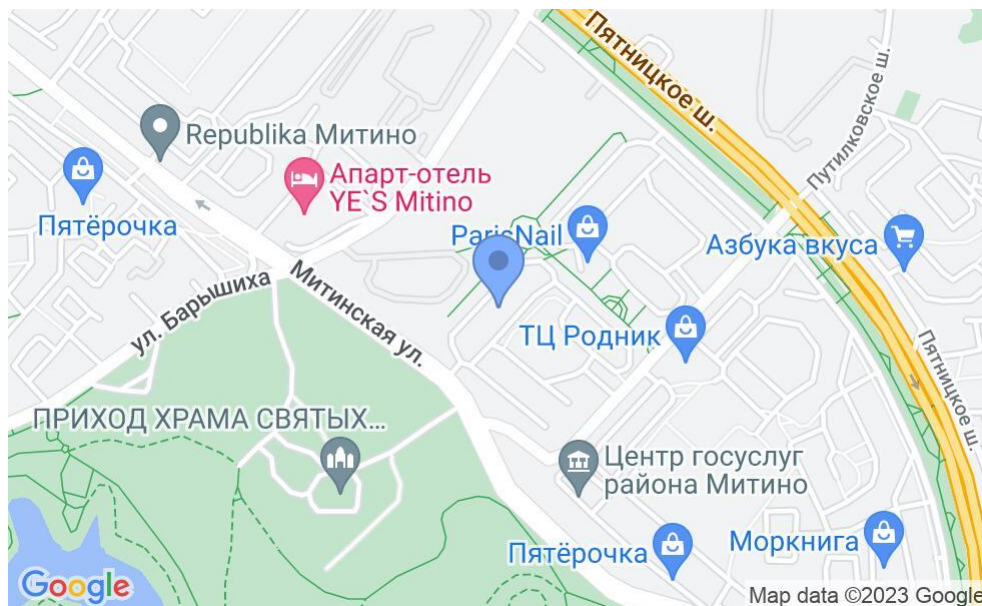 Пятницкое ш.
Путилковское ш.
Republika Митино
Апарт-отель
YE`S Mitino
Пятёрочка
ParisNail
Азбука вкуса
ул. Барышиха
Митинская ул.
ТЦ Родник
Пятницкое ш.
ПРИХОД ХРАМА СВЯТЫХ...
Центр госуслуг
района Митино
Пятёрочка
Моркнига
Google
Map data ©2023 Google